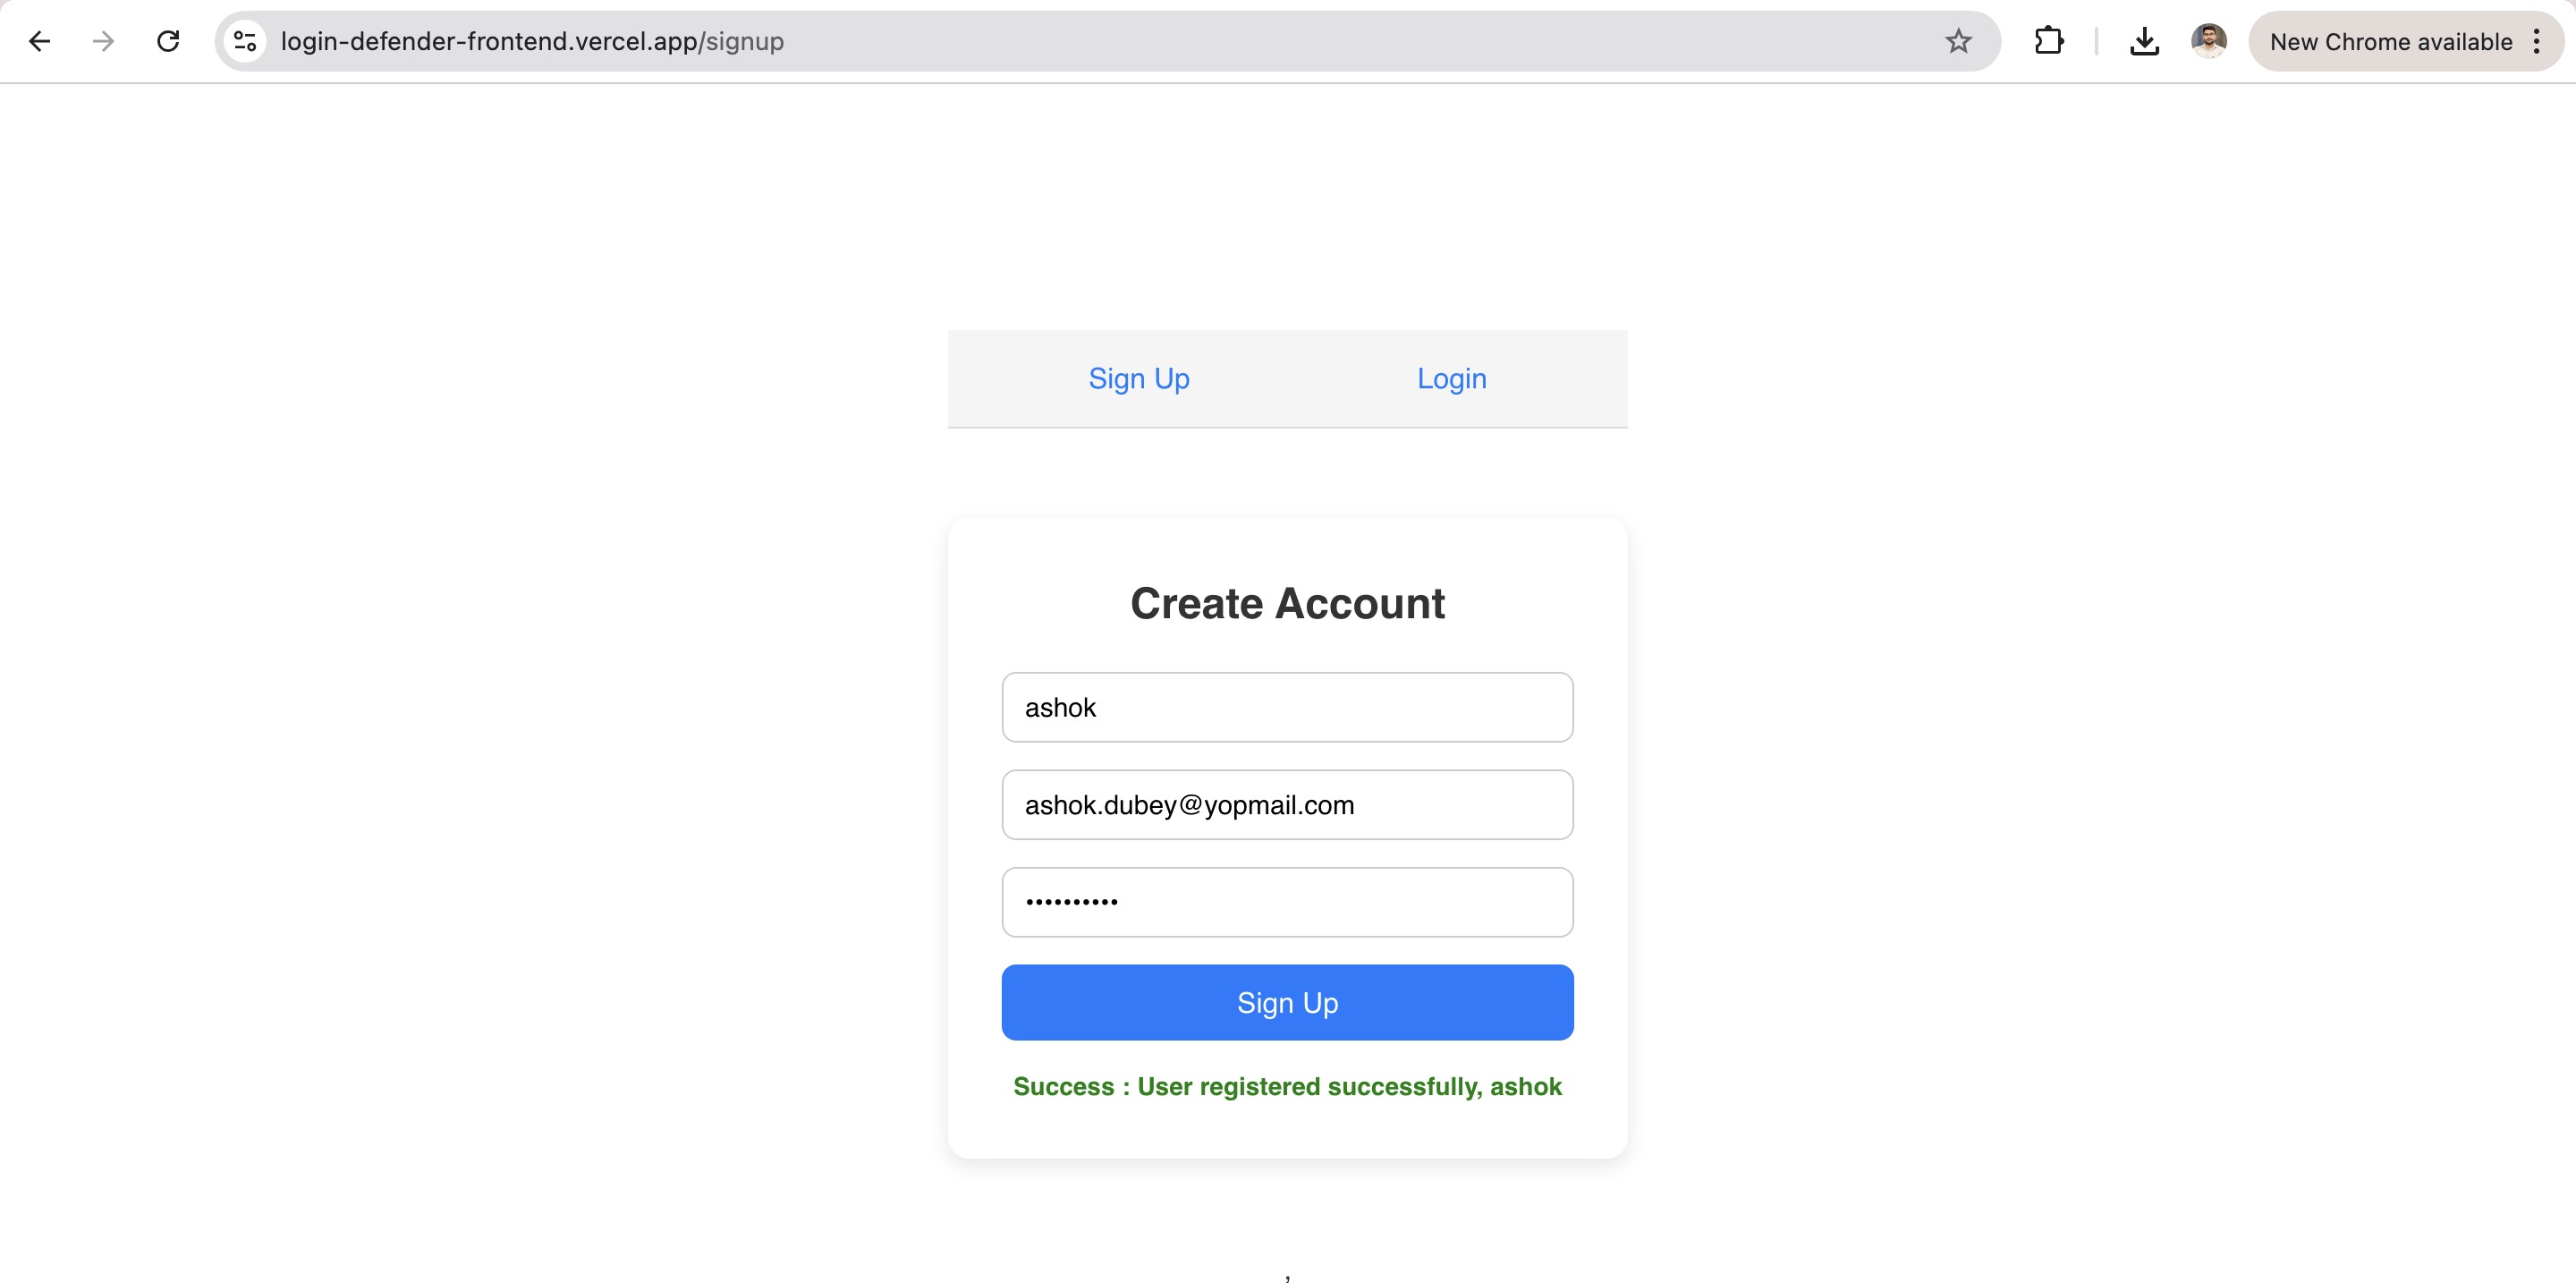 login-defender-frontend.vercel.app/signup
New Chrome available
Sign Up
Login
Create Account
ashok
ashok.dubey@yopmail.com
••••••••••
Sign Up
Success : User registered successfully, ashok
,